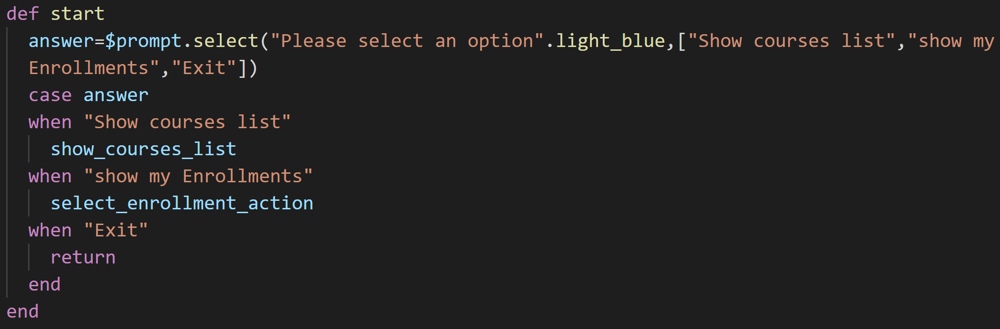 def start
answer=$prompt.select("Please select an option".light_blue,["Show courses list","show my
Enrollments","Exit"])
case answer
when "Show courses list"
show_courses_list
when "show my Enrollments"
select_enrollment_action
when "Exit"
return
end
end